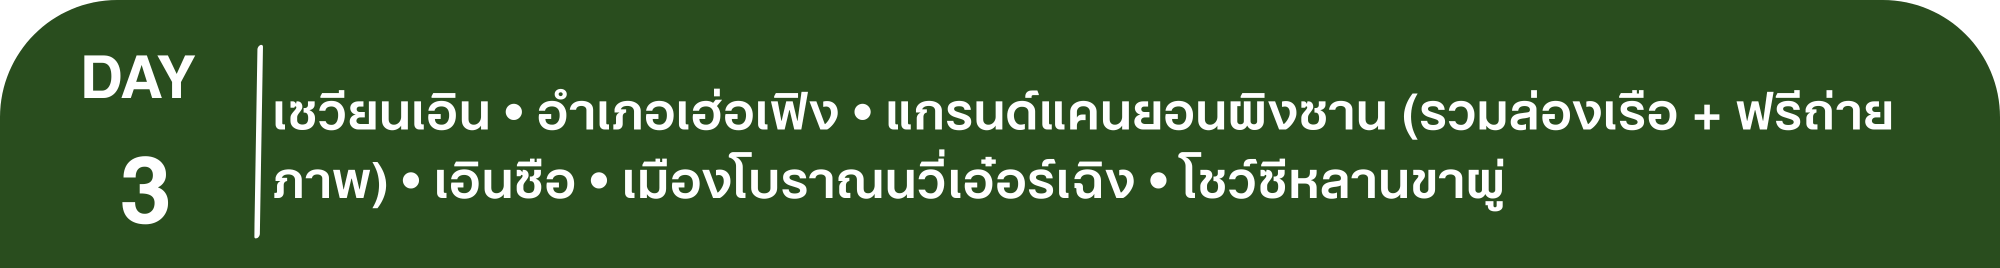 DAY
3
เซวียนเอิน • อำเภอเฮ่อเฟิง • แกรนด์แคนยอนผิงซาน (รวมล่องเรือ + ฟรีถ่าย
ภาพ) • เอินซือ • เมืองโบราณนวี่เอ๋อร์เฉิง • โชว์ซีหลานขาผู่